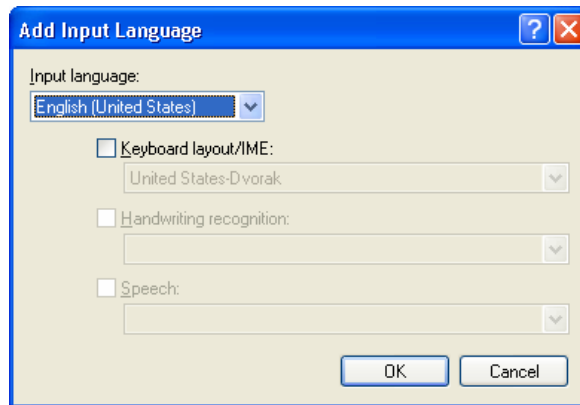 Add Input Language
Input language:
English (United States)
Keyboard layout/IME:
United States-Dvorak
Handwriting recognition:
Speech:
OK Cancel